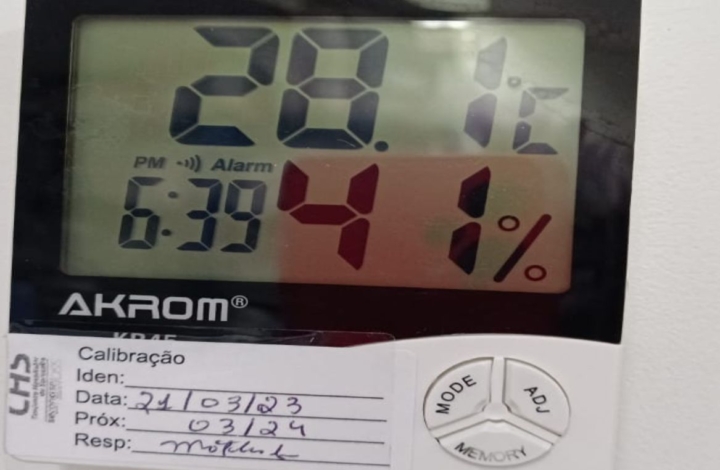 28.1°C
PM Alarm
6:39 41%
AKROM®
CHS
Calibração
Iden:
Data: 21/03/23
Próx: 03/24
Resp:
MODE ADJ
MEMORY